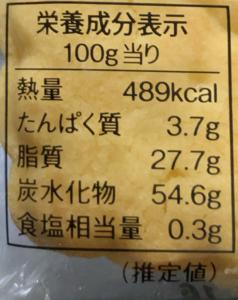 栄養成分表示
100g当り
熱量 489kcal
たんぱく質 3.7g
脂質 27.7g
炭水化物 54.6g
食塩相当量 0.3g
(推定値)